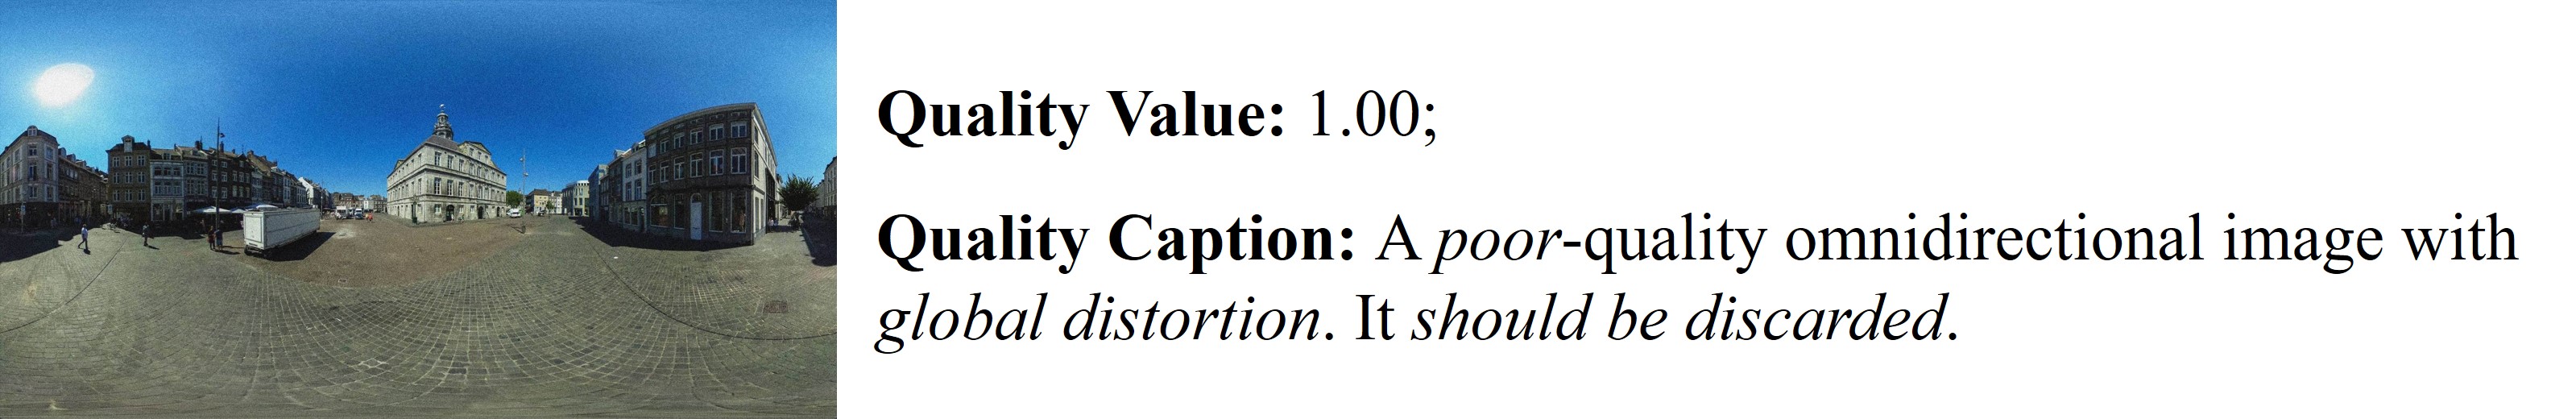 Quality Value: 1.00;
Quality Caption: A poor-quality omnidirectional image with
global distortion. It should be discarded.